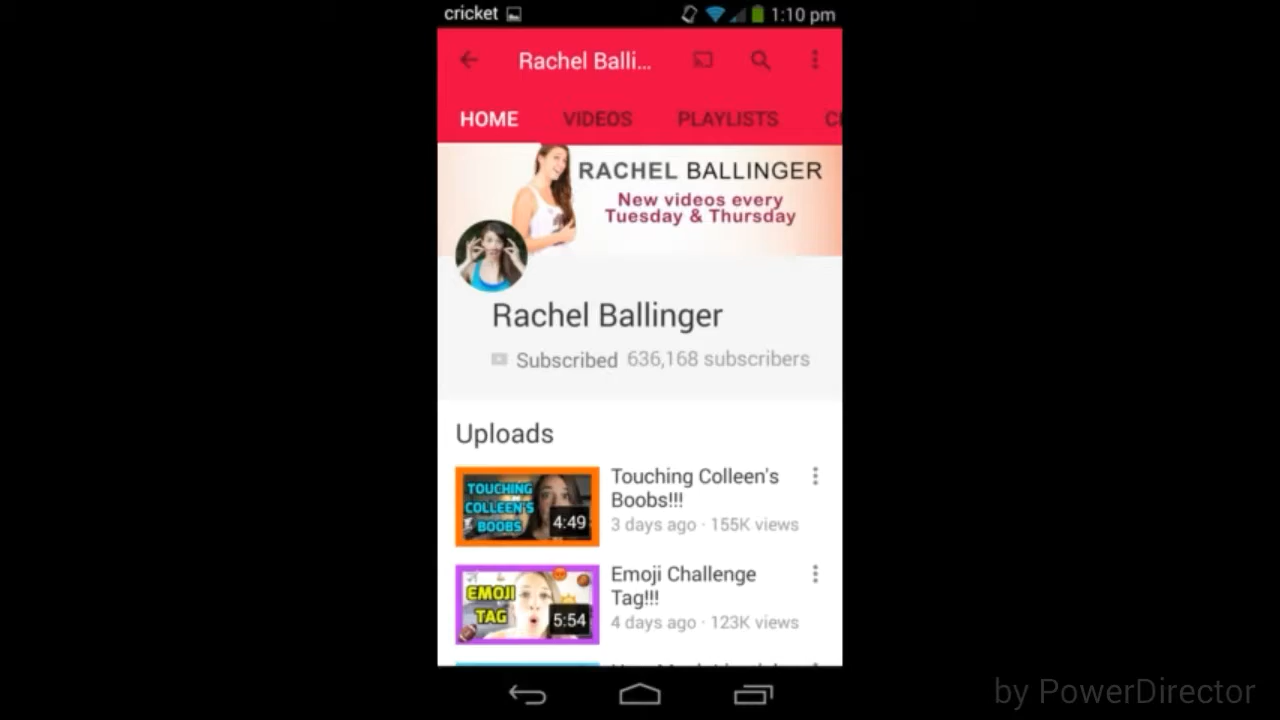 cricket
1:10 pm
Rachel Balli...
HOME VIDEOS PLAYLISTS
RACHEL BALLINGER
New videos every
Tuesday & Thursday
Rachel Ballinger
Subscribed 636,168 subscribers
Uploads
TOUCHING
COLLEEN'S
BOOBS
4:49
Touching Colleen's
Boobs!!!
3 days ago · 155K views
EMOJI
TAG
5:54
Emoji Challenge
Tag!!!
4 days ago · 123K views
by PowerDirector